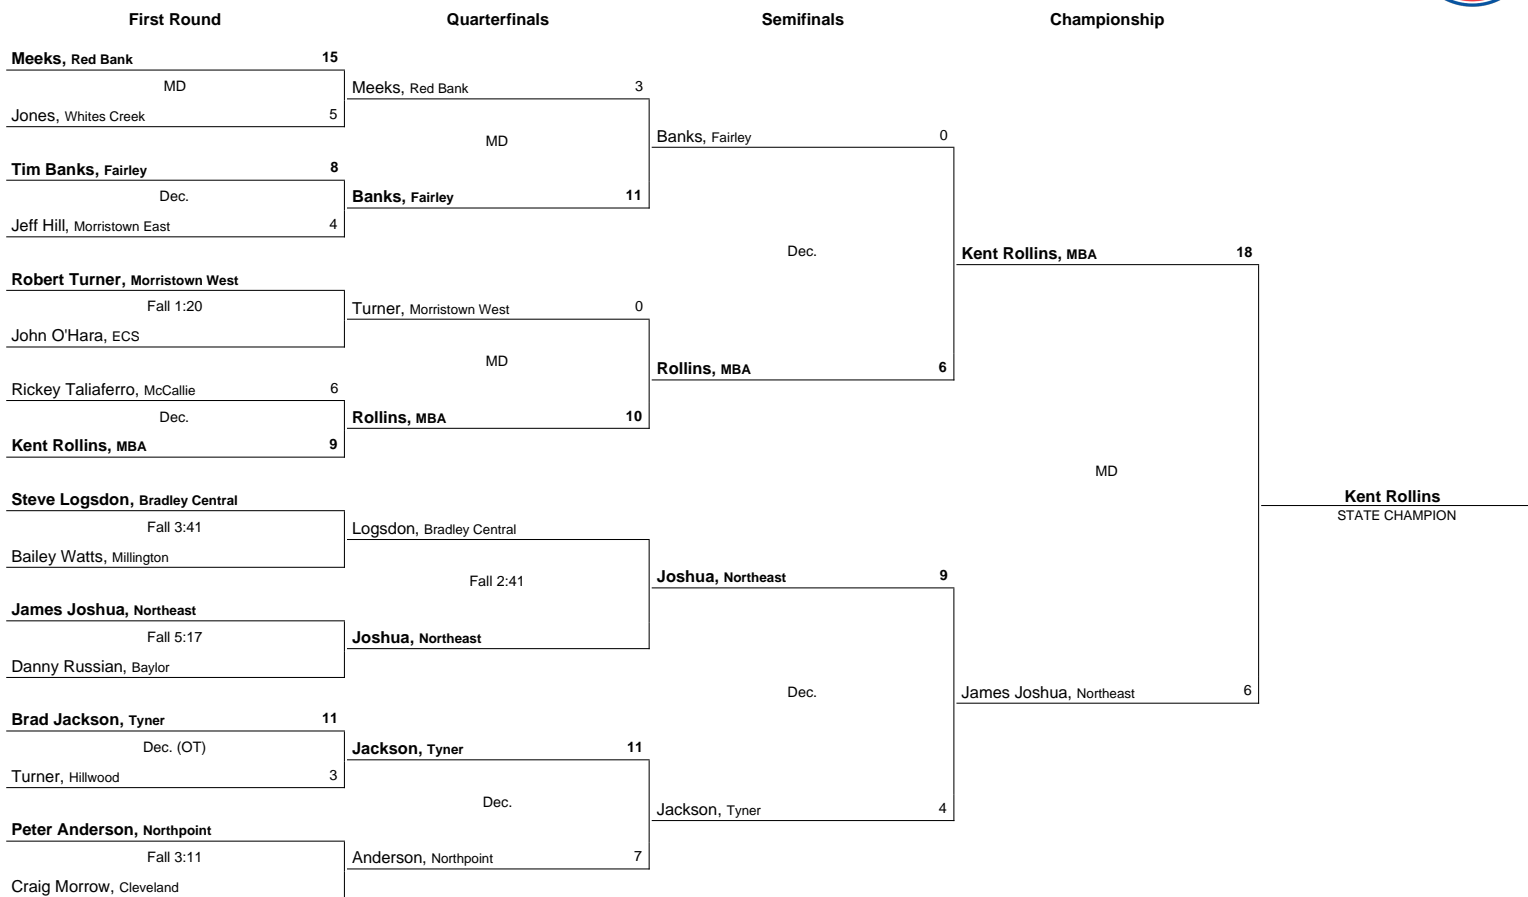 First Round Quarterfinals Semifinals Championship
Meeks, Red Bank 15
MD
Jones, Whites Creek 5
Tim Banks, Fairley 8
Dec.
Jeff Hill, Morristown East 4
Robert Turner, Morristown West
Fall 1:20
John O'Hara, ECS
Rickey Taliaferro, McCallie 6
Dec.
Kent Rollins, MBA 9
Steve Logsdon, Bradley Central
Fall 3:41
Bailey Watts, Millington
James Joshua, Northeast
Fall 5:17
Danny Russian, Baylor
Brad Jackson, Tyner 11
Dec. (OT)
Turner, Hillwood 3
Peter Anderson, Northpoint
Fall 3:11
Craig Morrow, Cleveland
Meeks, Red Bank 3
MD
Banks, Fairley 11
Turner, Morristown West 0
MD
Rollins, MBA 10
Logsdon, Bradley Central
Fall 2:41
Joshua, Northeast
Jackson, Tyner 11
Dec.
Anderson, Northpoint 7
Banks, Fairley 0
Dec.
Rollins, MBA 6
Joshua, Northeast 9
Dec.
Jackson, Tyner 4
Kent Rollins, MBA 18
MD
James Joshua, Northeast 6
Kent Rollins
STATE CHAMPION